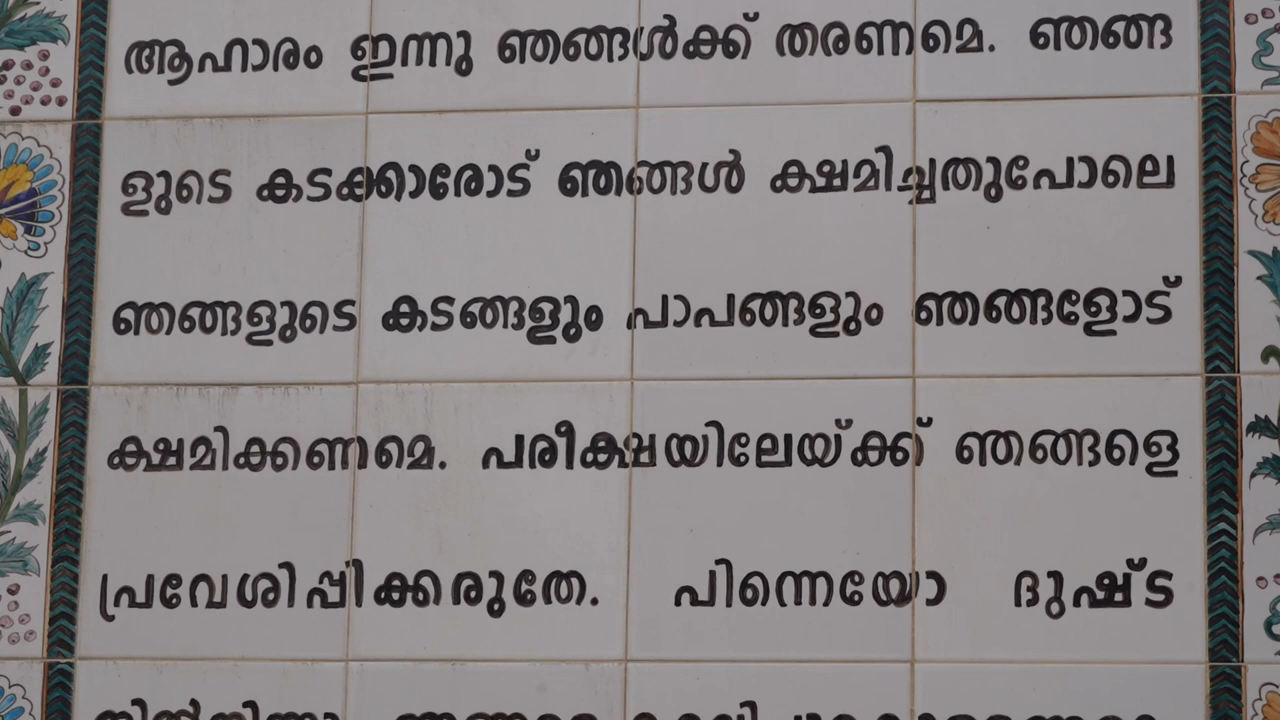 ആഹാരം ഇന്നു ഞങ്ങൾക്ക് തരണമെ. ഞങ്ങ
ളുടെ കടക്കാരോട് ഞങ്ങൾ ക്ഷമിച്ചതുപോലെ
ഞങ്ങളുടെ കടങ്ങളും പാപങ്ങളും ഞങ്ങളോട്
ക്ഷമിക്കണമെ. പരീക്ഷയിലേയ്ക്ക് ഞങ്ങളെ
പ്രവേശിപ്പിക്കരുതേ. പിന്നെയോ ദുഷ്ട